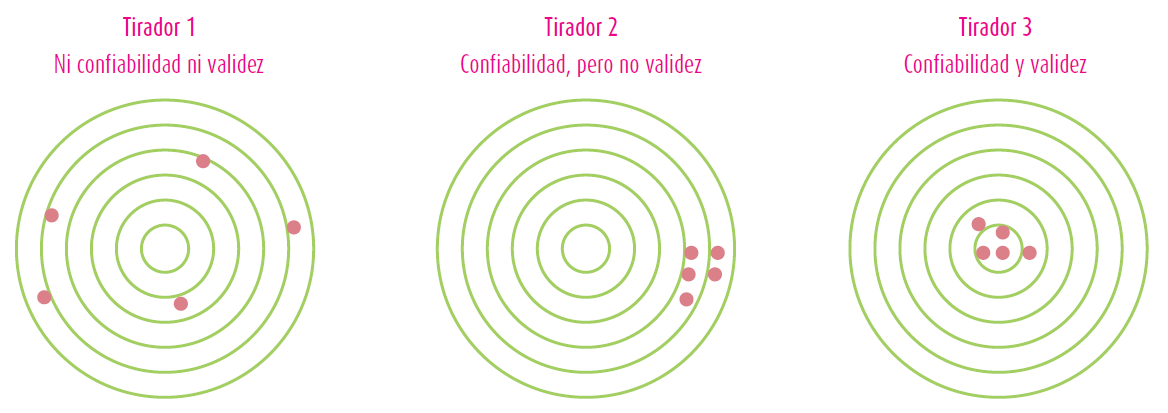 Tirador 1
Ni confiabilidad ni validez
Tirador 2
Confiabilidad, pero no validez
Tirador 3
Confiabilidad y validez